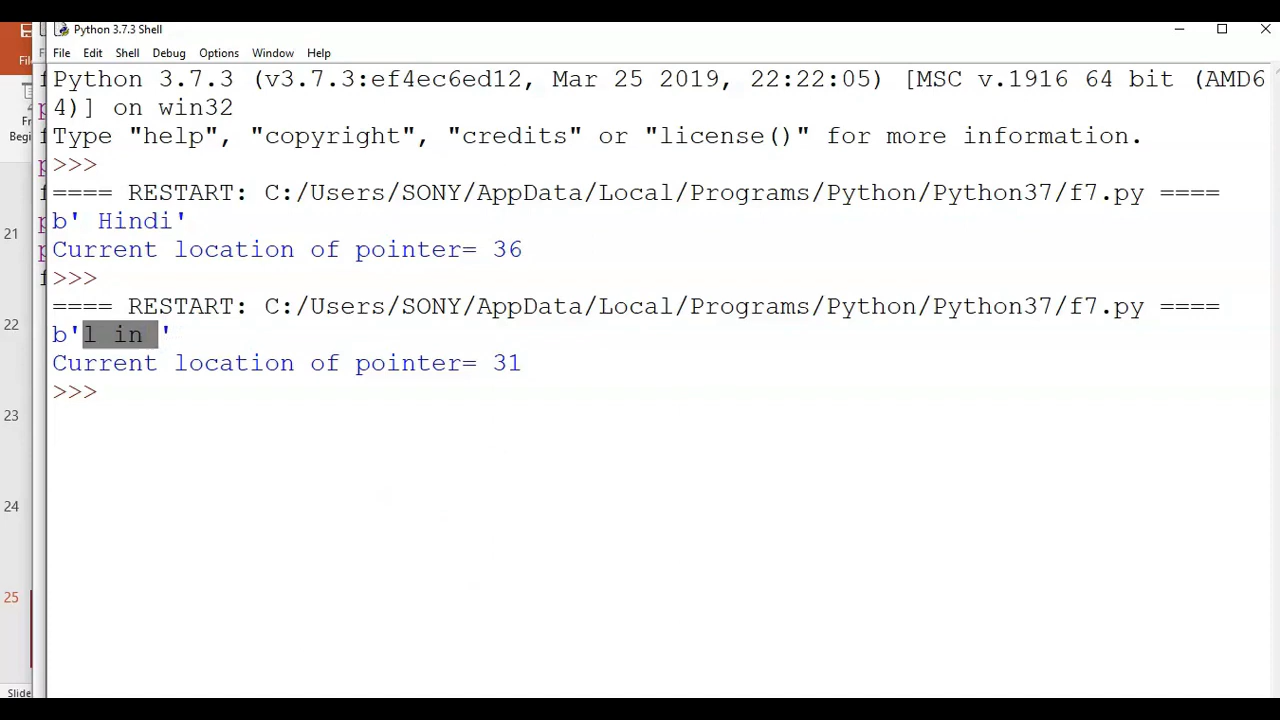 Python 3.7.3 Shell
File Edit Shell Debug Options Window Help
Python 3.7.3 (v3.7.3:ef4ec6ed12, Mar 25 2019, 22:22:05) [MSC v.1916 64 bit (AMD6
4)] on win32
Type "help", "copyright", "credits" or "license()" for more information.
>>>
==== RESTART: C:/Users/SONY/AppData/Local/Programs/Python/Python37/f7.py ====
b' Hindi'
Current location of pointer= 36
>>>
==== RESTART: C:/Users/SONY/AppData/Local/Programs/Python/Python37/f7.py ====
b'l in '
Current location of pointer= 31
>>>
21
22
23
24
25
Slide